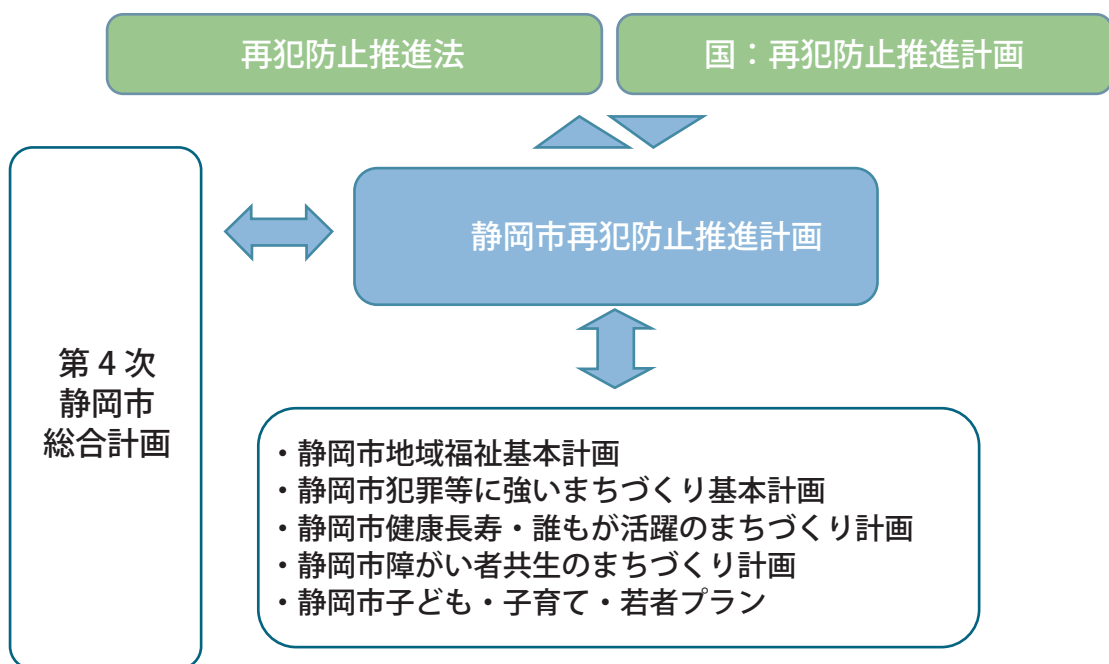 再犯防止推進法
国：再犯防止推進計画
静岡市再犯防止推進計画
第４次
静岡市
総合計画
・静岡市地域福祉基本計画
・静岡市犯罪等に強いまちづくり基本計画
・静岡市健康長寿・誰もが活躍のまちづくり計画
・静岡市障がい者共生のまちづくり計画
・静岡市子ども・子育て・若者プラン